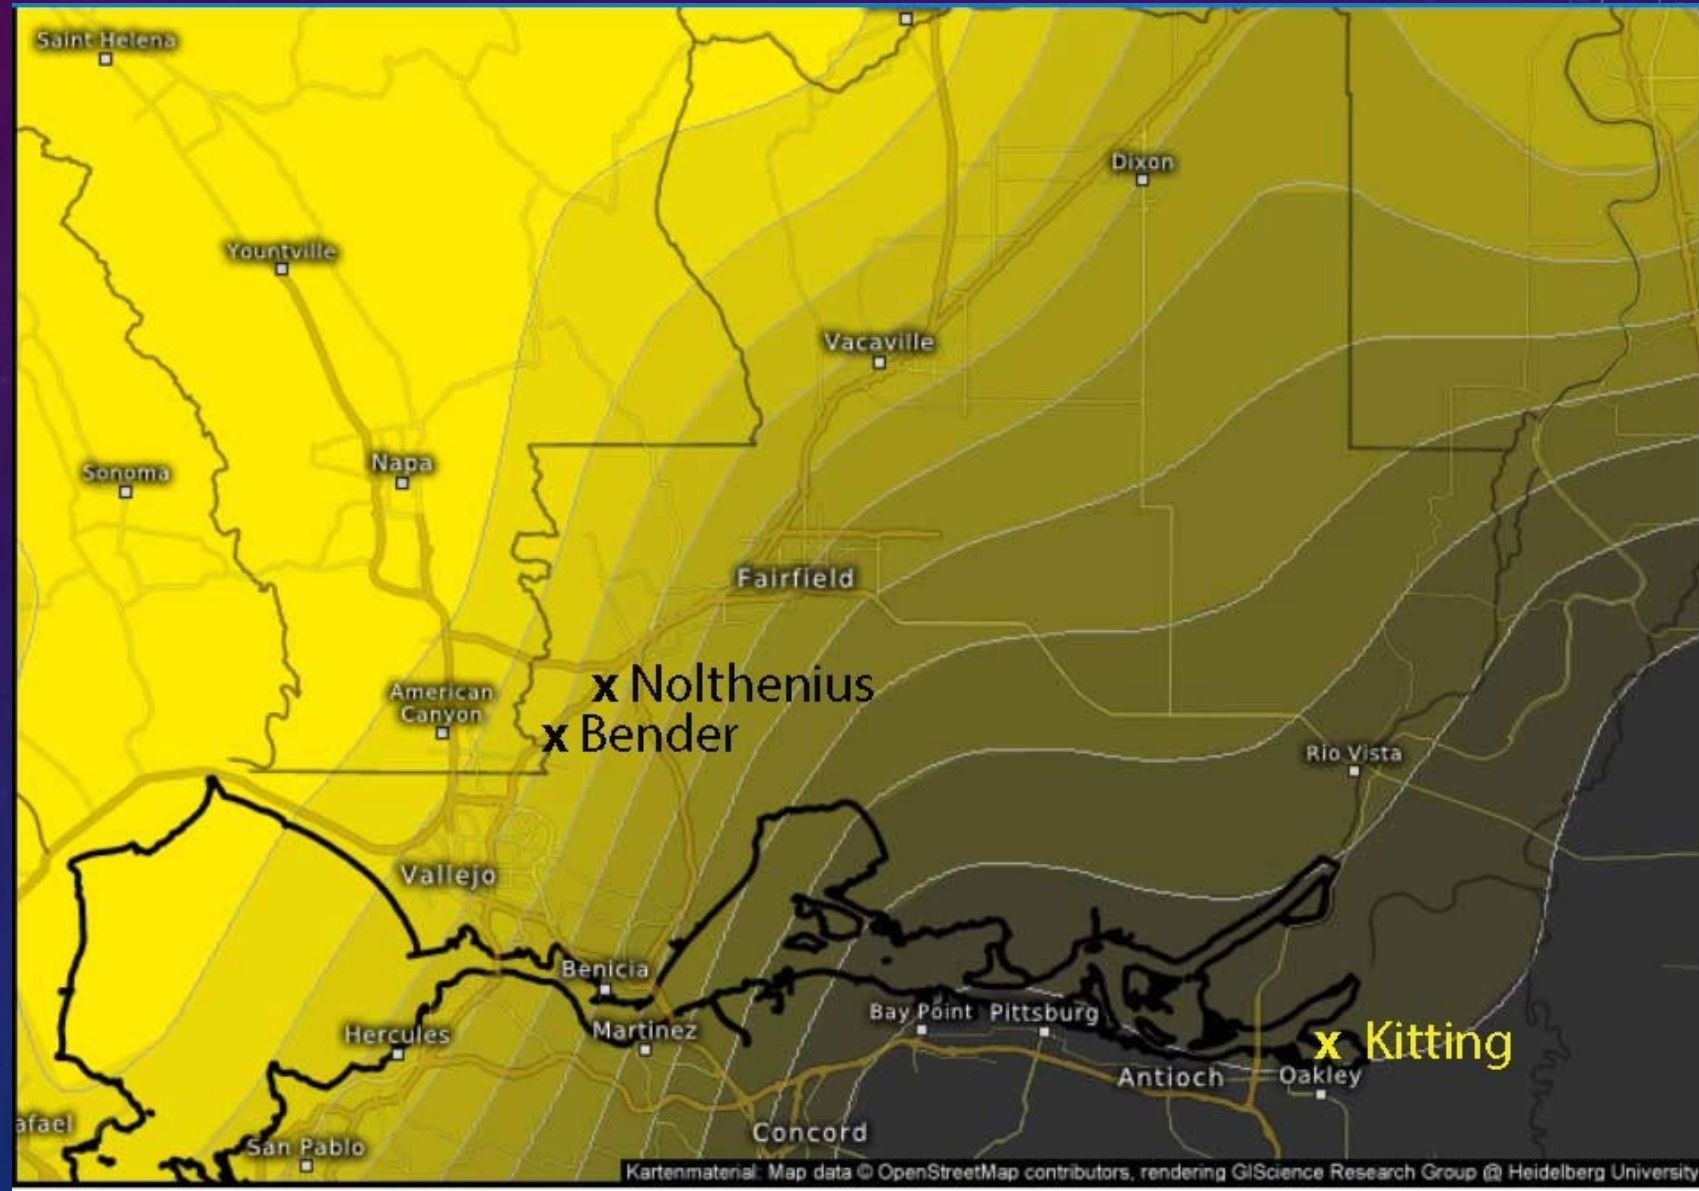 Saint Helena
Dixon
Yountville
Vacaville
Napa
Sonoma
Fairfield
x Nolthenius
American
Canyon
x Bender
Rio Vista
Vallejo
Benicia
Bay Point
Pittsburg
Hercules
Martinez
x Kitting
Antioch
Oakley
afael
Concord
San Pablo
Kartenmaterial: Map data © OpenStreetMap contributors, rendering GIScience Research Group @ Heidelberg University